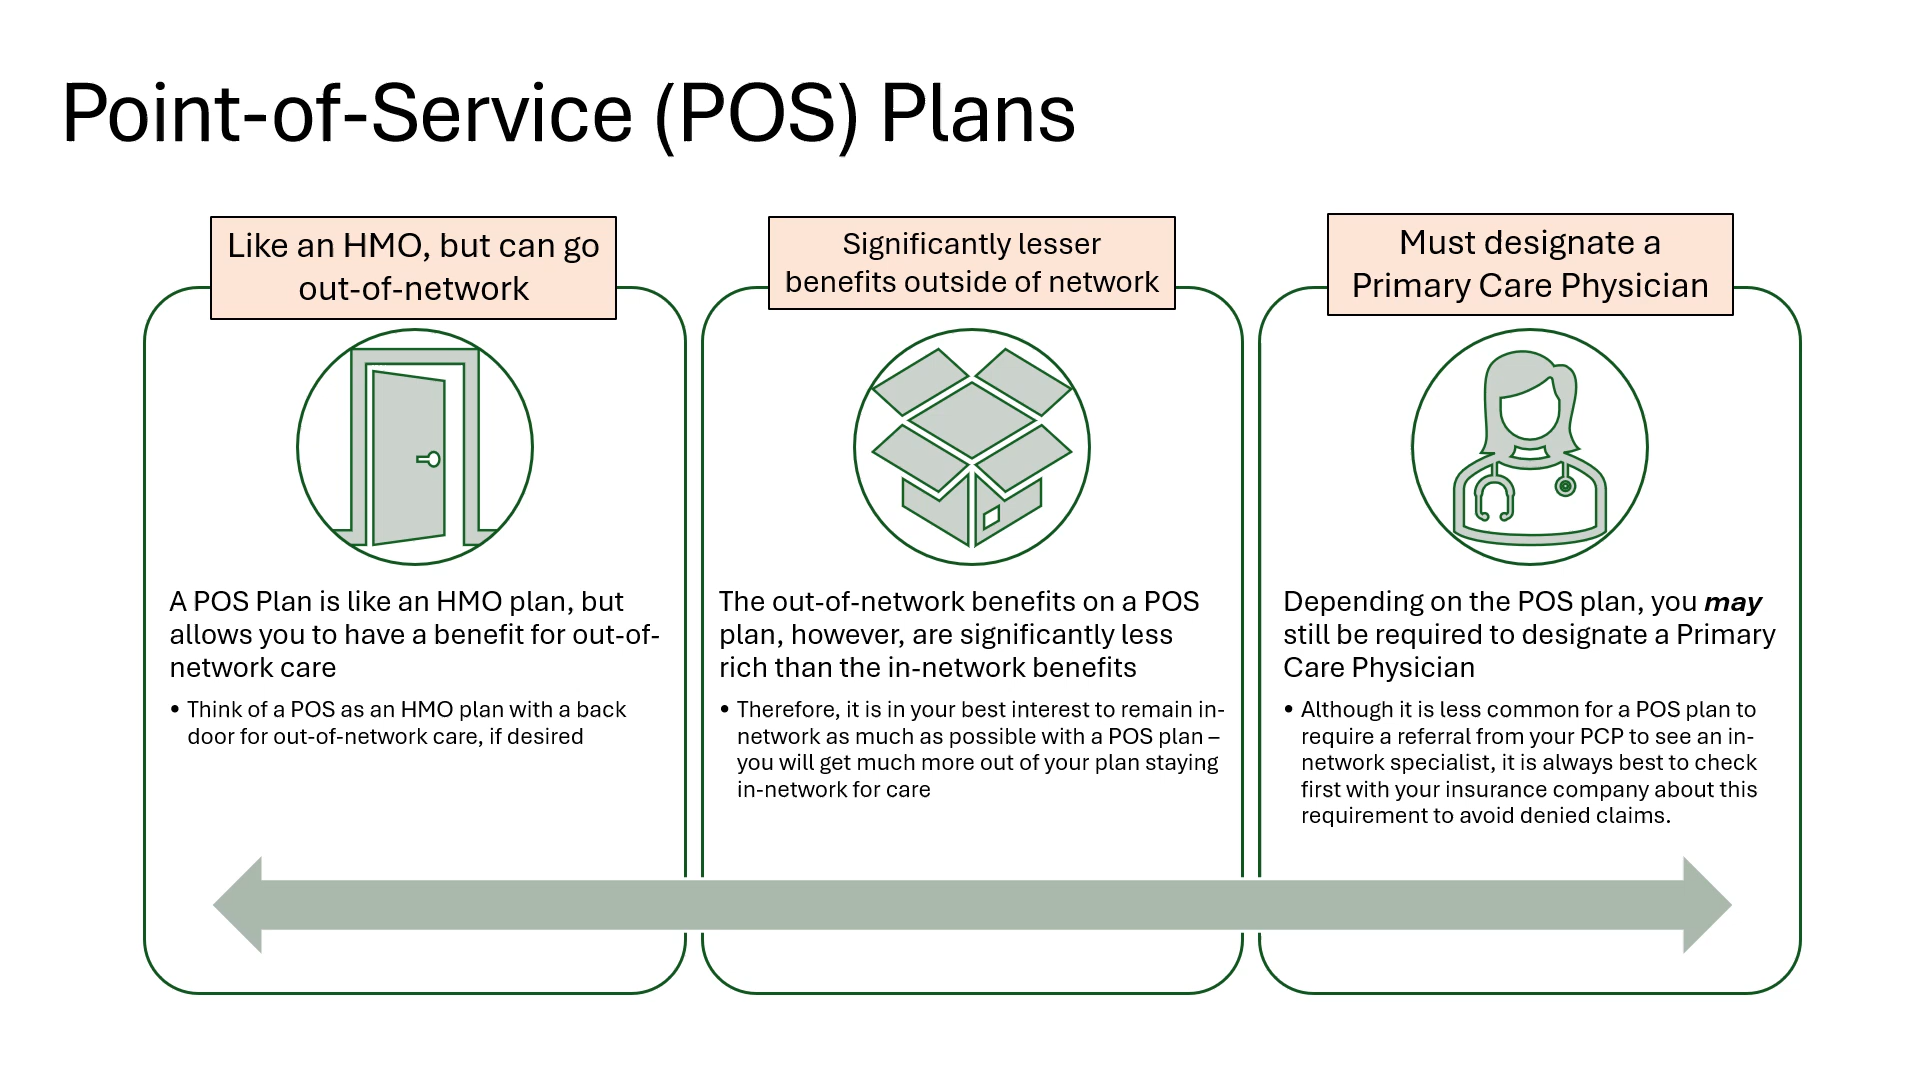 Point-of-Service (POS) Plans
Like an HMO, but can go
out-of-network
A POS Plan is like an HMO plan, but
allows you to have a benefit for out-of-
network care
• Think of a POS as an HMO plan with a back
door for out-of-network care, if desired
Significantly lesser
benefits outside of network
The out-of-network benefits on a POS
plan, however, are significantly less
rich than the in-network benefits
• Therefore, it is in your best interest to remain in-
network as much as possible with a POS plan –
you will get much more out of your plan staying
in-network for care
Must designate a
Primary Care Physician
Depending on the POS plan, you may
still be required to designate a Primary
Care Physician
• Although it is less common for a POS plan to
require a referral from your PCP to see an in-
network specialist, it is always best to check
first with your insurance company about this
requirement to avoid denied claims.